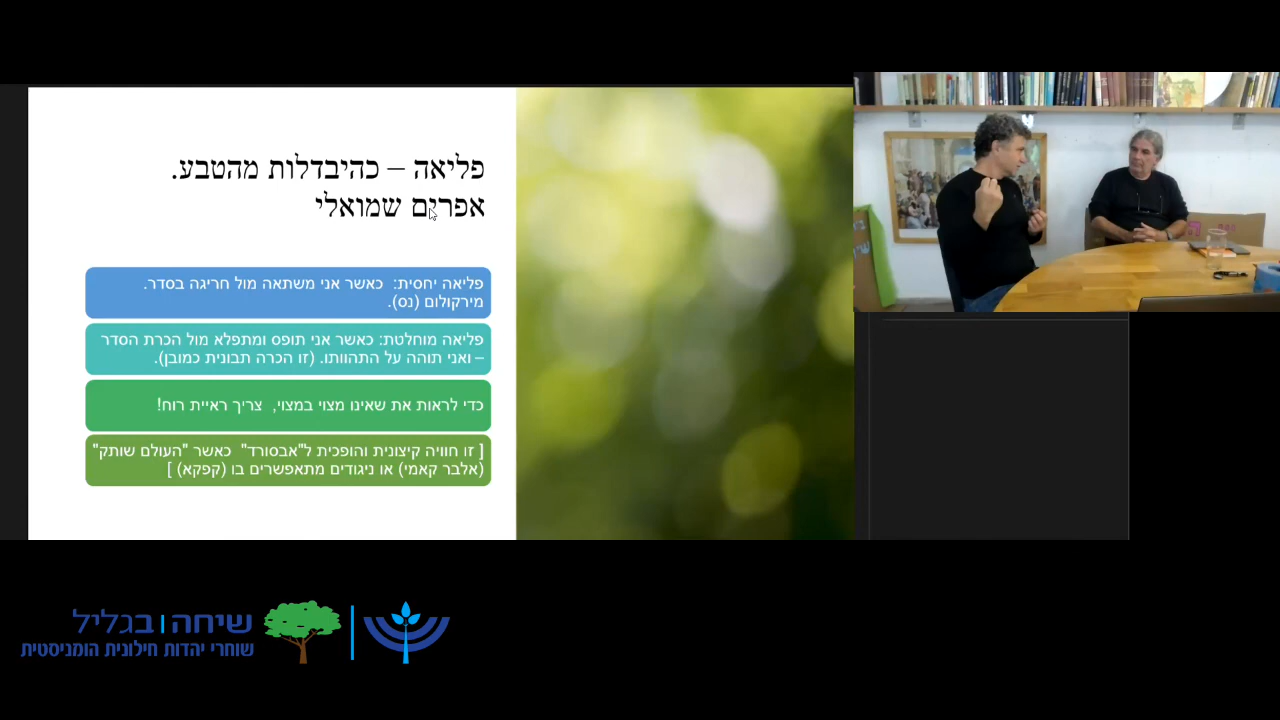 פליאה – כהיבדלות מהטבע.
אפרים שמואלי
פליאה יחסית: כאשר אני משתאה מול חריגה בסדר.
מירקולום (נס).
פליאה מוחלטת: כאשר אני תופס ומתפלא מול הכרת הסדר
– ואני תוהה על התהוותו. (זו הכרה תבונית כמובן).
כדי לראות את שאינו מצוי במצוי, צריך ראיית רוח!
[ זו חוויה קיצונית והופכית ל"אבסורד" כאשר "העולם שותק"
(אלבר קאמי) או ניגודים מתאפשרים בו (קפקא) ]
שיחה | בגליל
שוחרי יהדות חילונית הומניסטית